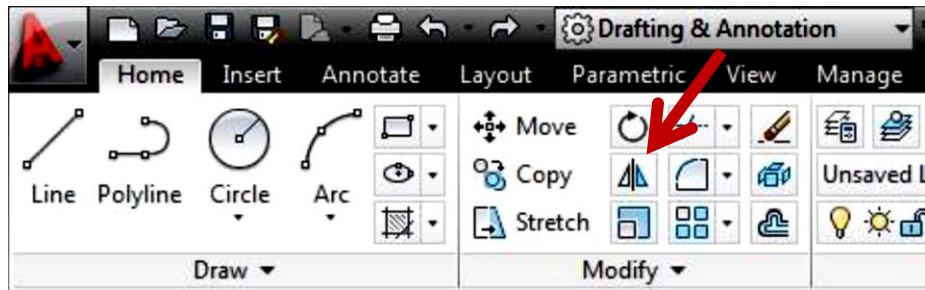 Drafting & Annotation
Home Insert Annotate Layout Parametric View Manage
Move
Copy
Unsaved L
Line Polyline Circle Arc
Stretch
Draw Modify